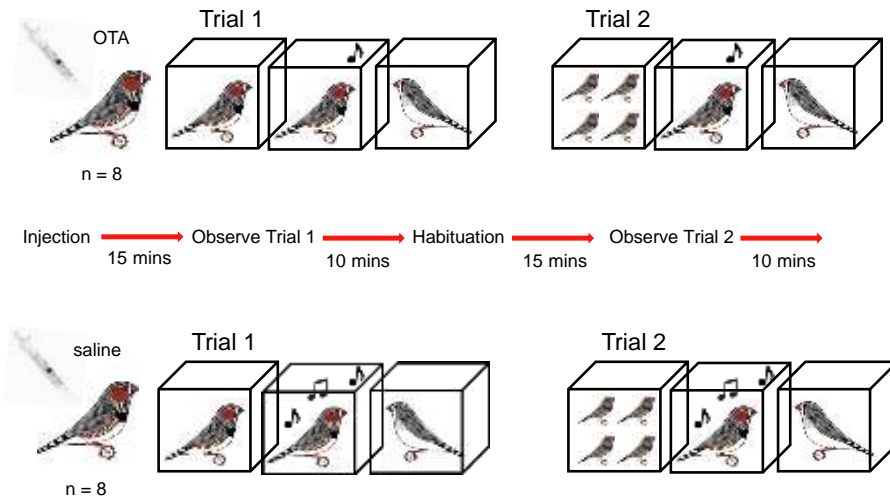 OTA
Trial 1
Trial 2
n = 8
Injection
15 mins
Observe Trial 1
10 mins
Habituation
15 mins
Observe Trial 2
10 mins
saline
Trial 1
Trial 2
n = 8